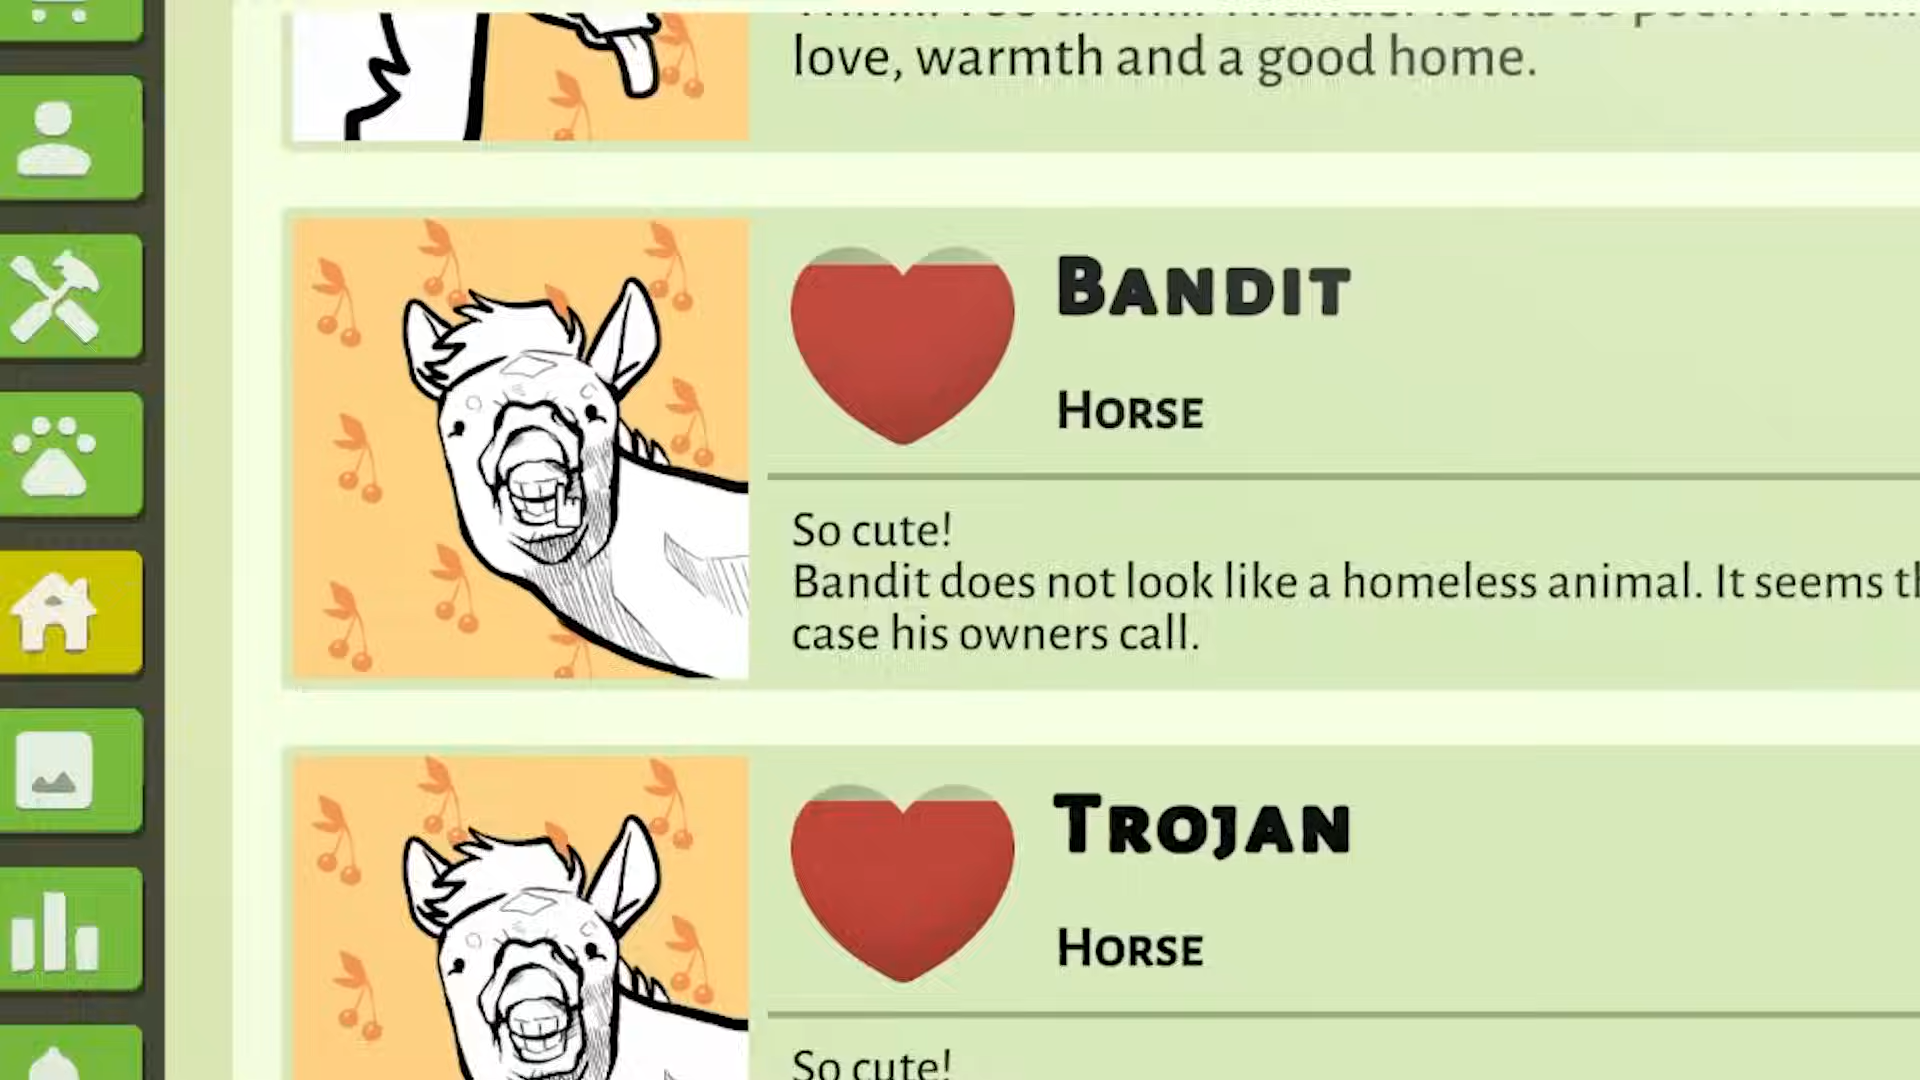 love, warmth and a good home.
BANDIT
HORSE
So cute!
Bandit does not look like a homeless animal. It seems
case his owners call.
TROJAN
HORSE
So cute!